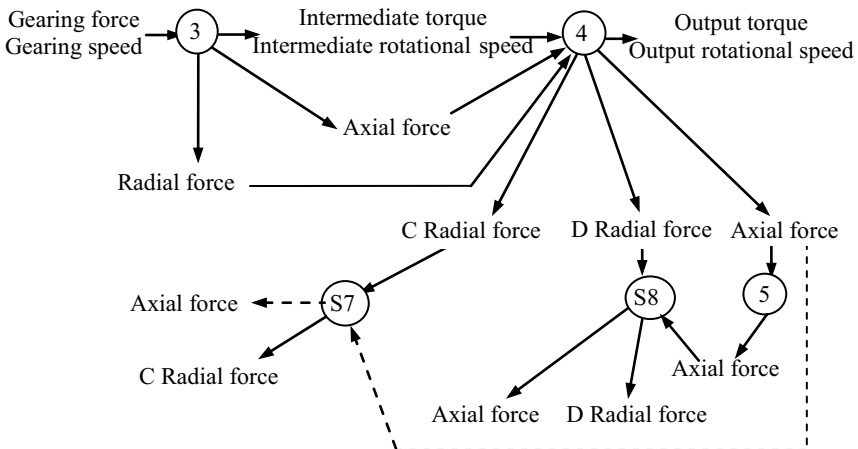 Gearing force
Gearing speed
3
Intermediate torque
Intermediate rotational speed
4
Output torque
Output rotational speed
Axial force
Radial force
C Radial force
D Radial force
Axial force
Axial force
S7
S8
5
C Radial force
Axial force
Axial force
D Radial force